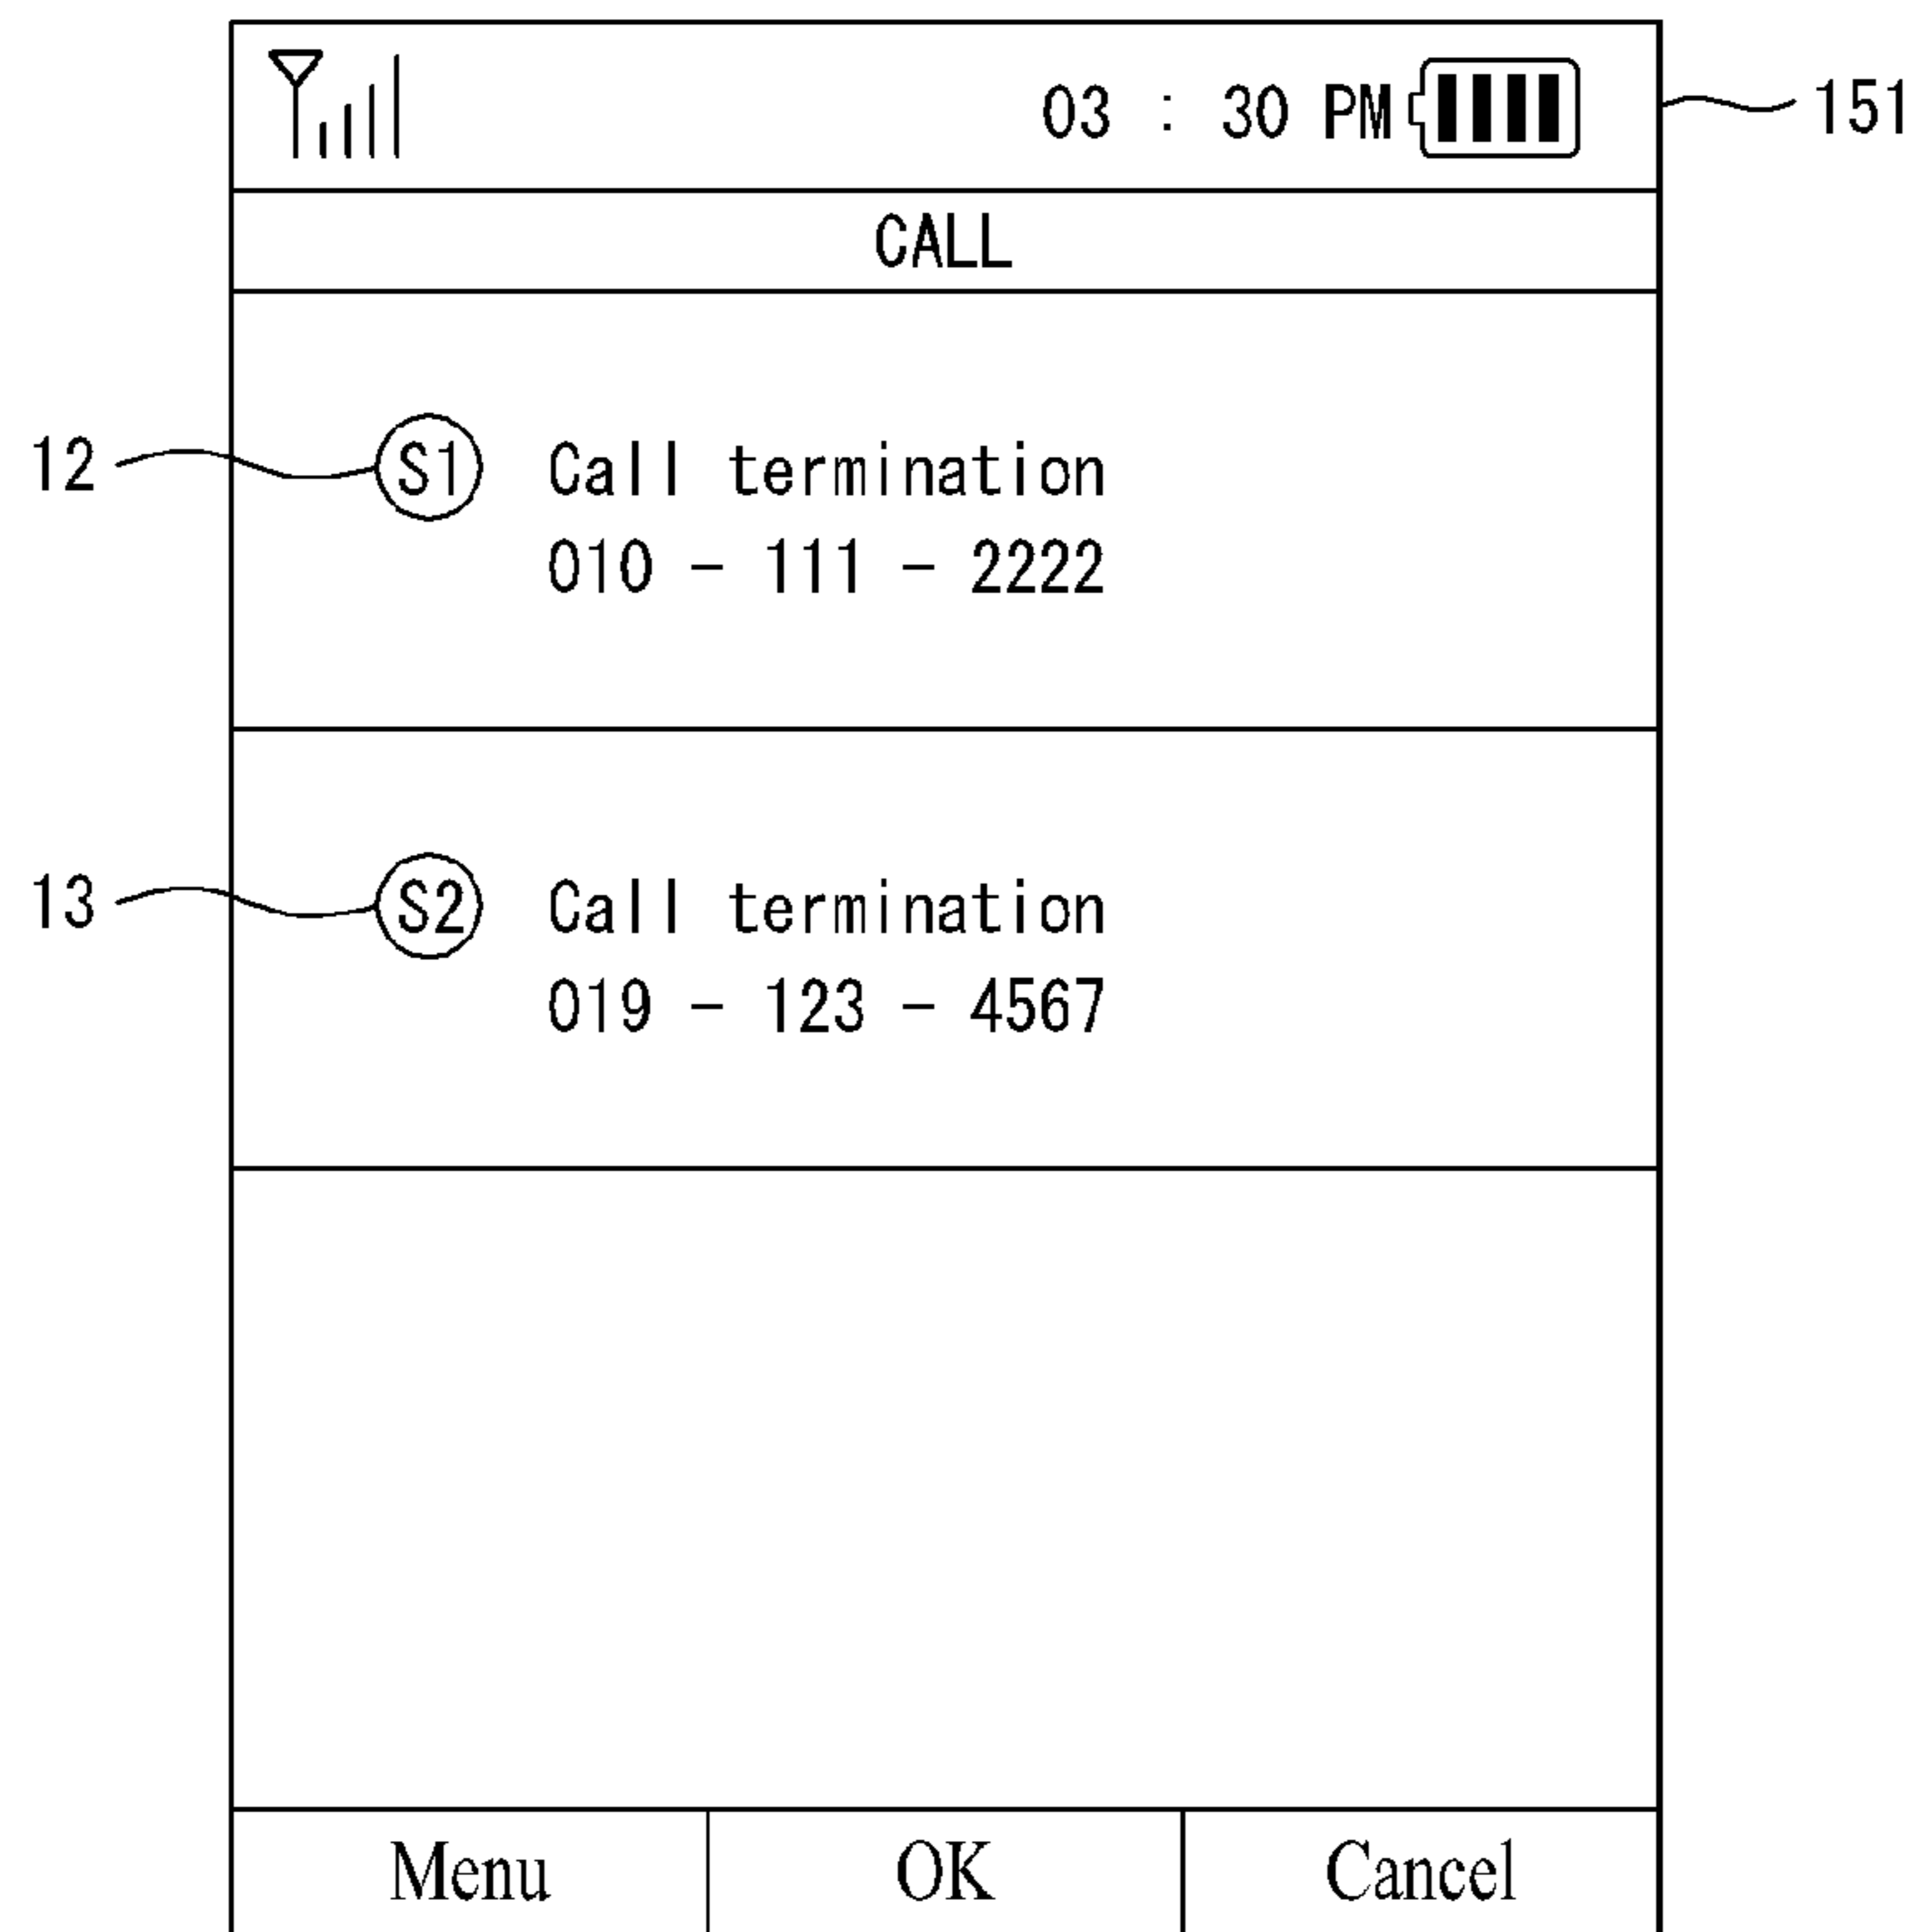 03 : 30 PM
151
CALL
12
S1 Call termination
010 - 111 - 2222
13
S2 Call termination
019 - 123 - 4567
Menu OK Cancel